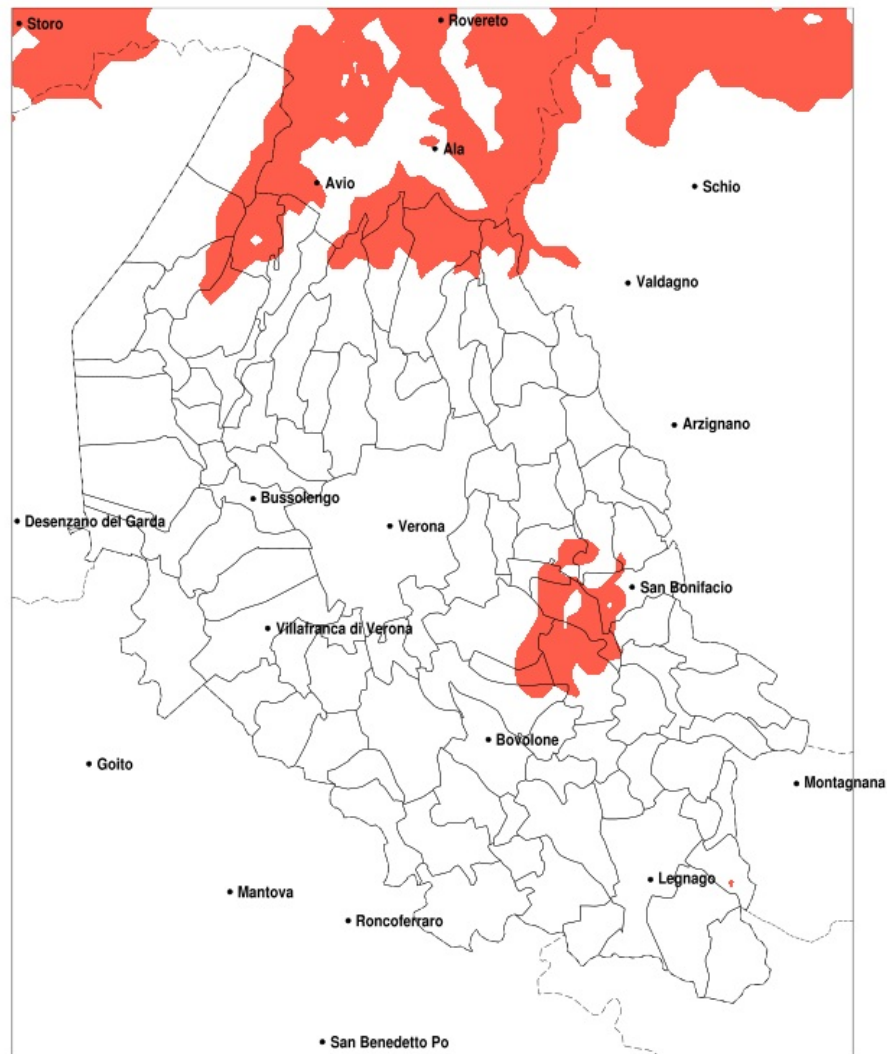 Storo
Rovereto
Ala
Avio
Schio
Valdagno
Arzignano
Bussolengo
Desenzano del Garda
Verona
San Bonifacio
Villafranca di Verona
Bovolone
Goito
Montagnana
Legnago
Mantova
Roncoferraro
San Benedetto Po